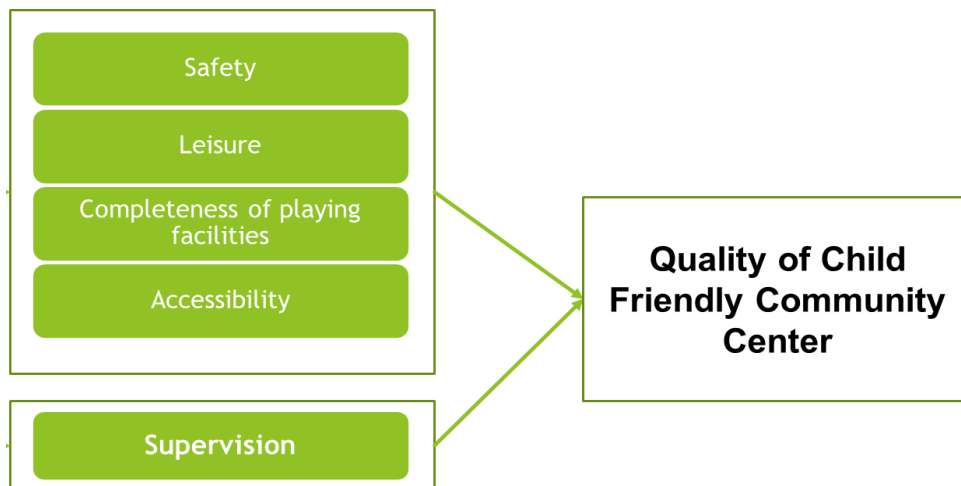 Safety
Leisure
Completeness of playing
facilities
Accessibility
Supervision
Quality of Child
Friendly Community
Center